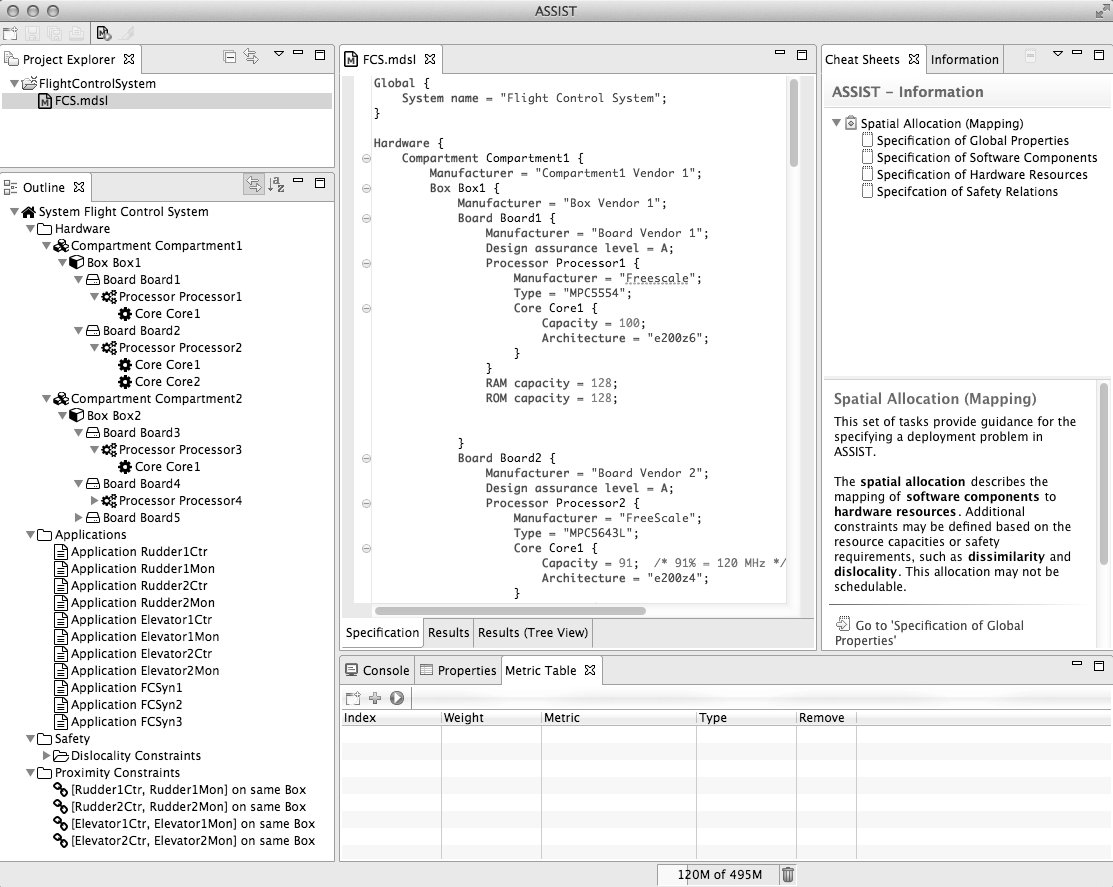 ASSIST
Project Explorer
FlightControlSystem
FCS.mdsl
Outline
System Flight Control System
Hardware
Compartment Compartment1
Box Box1
Board Board1
Processor Processor1
Core Core1
Board Board2
Processor Processor2
Core Core1
Core Core2
Compartment Compartment2
Box Box2
Board Board3
Processor Processor3
Core Core1
Board Board4
Processor Processor4
Board Board5
Applications
Application Rudder1Ctr
Application Rudder1Mon
Application Rudder2Ctr
Application Rudder2Mon
Application Elevator1Ctr
Application Elevator1Mon
Application Elevator2Ctr
Application Elevator2Mon
Application FCSyn1
Application FCSyn2
Application FCSyn3
Safety
Dislocality Constraints
Proximity Constraints
[Rudder1Ctr, Rudder1Mon] on same Box
[Rudder2Ctr, Rudder2Mon] on same Box
[Elevator1Ctr, Elevator1Mon] on same Box
[Elevator2Ctr, Elevator2Mon] on same Box
FCS.mdsl
Global {
System name = "Flight Control System";
}
Hardware {
Compartment Compartment1 {
Manufacturer = "Compartment1 Vendor 1";
Box Box1 {
Manufacturer = "Box Vendor 1";
Board Board1 {
Manufacturer = "Board Vendor 1";
Design assurance level = A;
Processor Processor1 {
Manufacturer = "Freescale";
Type = "MPC5554";
Core Core1 {
Capacity = 100;
Architecture = "e200z6";
}
}
RAM capacity = 128;
ROM capacity = 128;
}
Board Board2 {
Manufacturer = "Board Vendor 2";
Design assurance level = A;
Processor Processor2 {
Manufacturer = "FreeScale";
Type = "MPC5643L";
Core Core1 {
Capacity = 91; /* 91% = 120 MHz */
Architecture = "e200z4";
}
Specification Results Results (Tree View)
Cheat Sheets Information
ASSIST - Information
Spatial Allocation (Mapping)
Specification of Global Properties
Specification of Software Components
Specification of Hardware Resources
Specifcation of Safety Relations
Spatial Allocation (Mapping)
This set of tasks provide guidance for the
specifying a deployment problem in
ASSIST.
The spatial allocation describes the
mapping of software components to
hardware resources. Additional
constraints may be defined based on the
resource capacities or safety
requirements, such as dissimilarity and
dislocality. This allocation may not be
schedulable.
Go to 'Specification of Global
Properties'
Console Properties Metric Table
Index Weight Metric Type Remove
120M of 495M